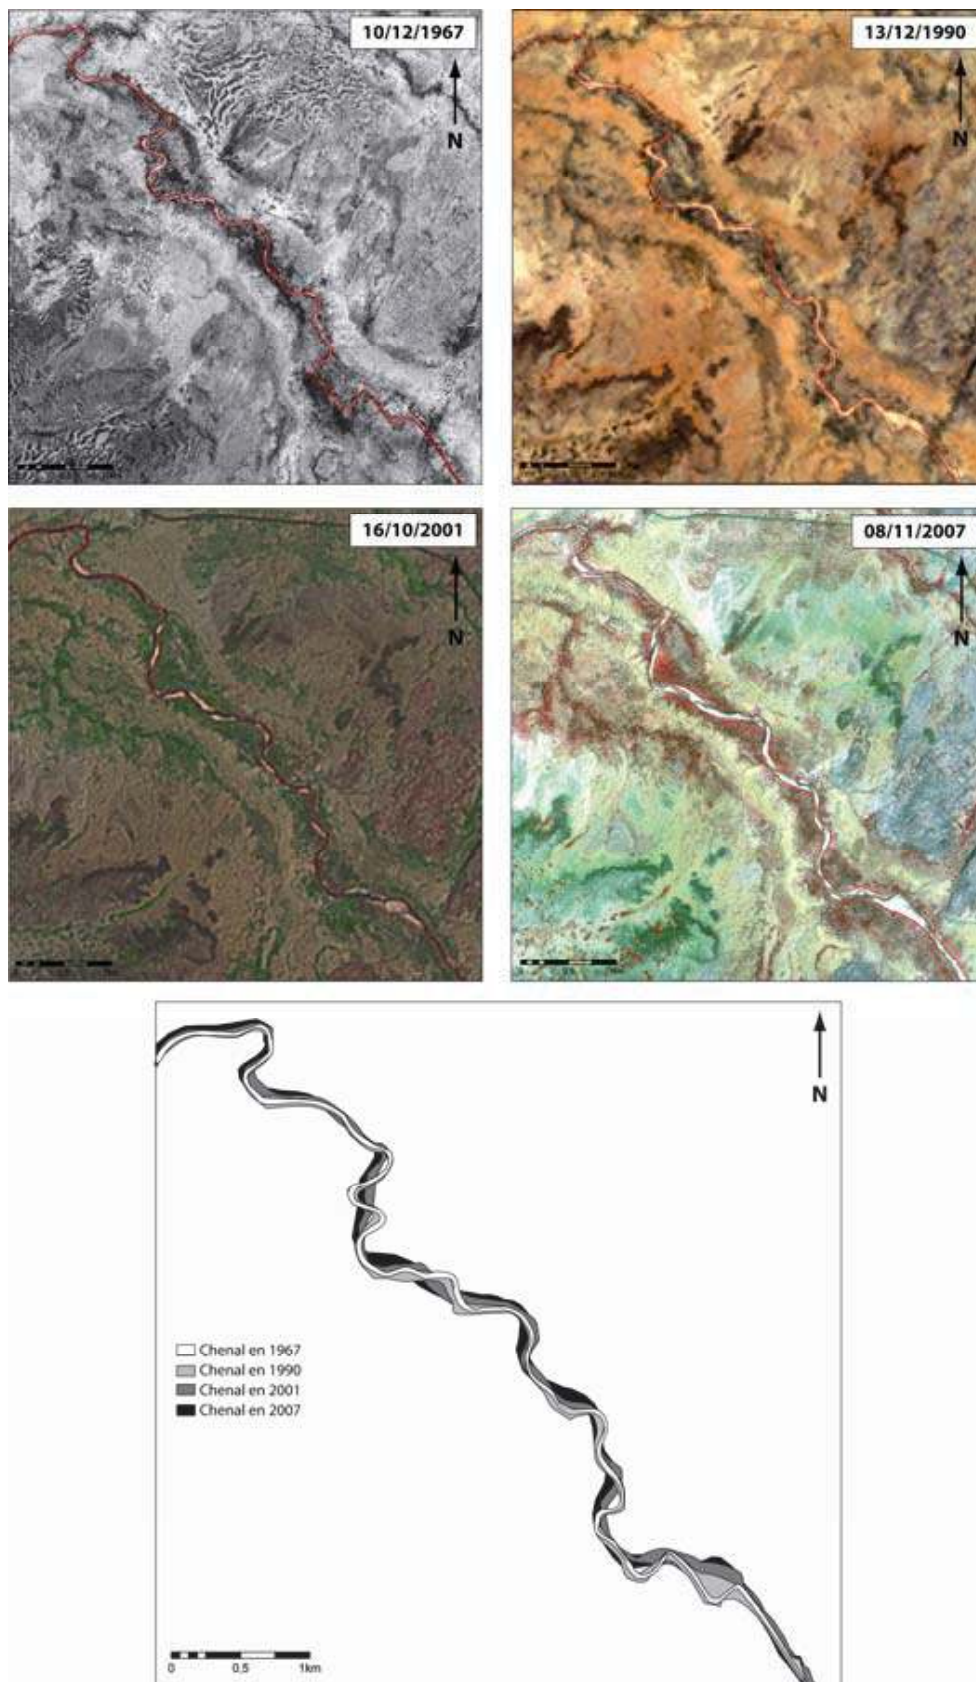 10/12/1967
N
13/12/1990
N
16/10/2001
N
08/11/2007
N
N
Chenal en 1967
Chenal en 1990
Chenal en 2001
Chenal en 2007
0 0,5 1km